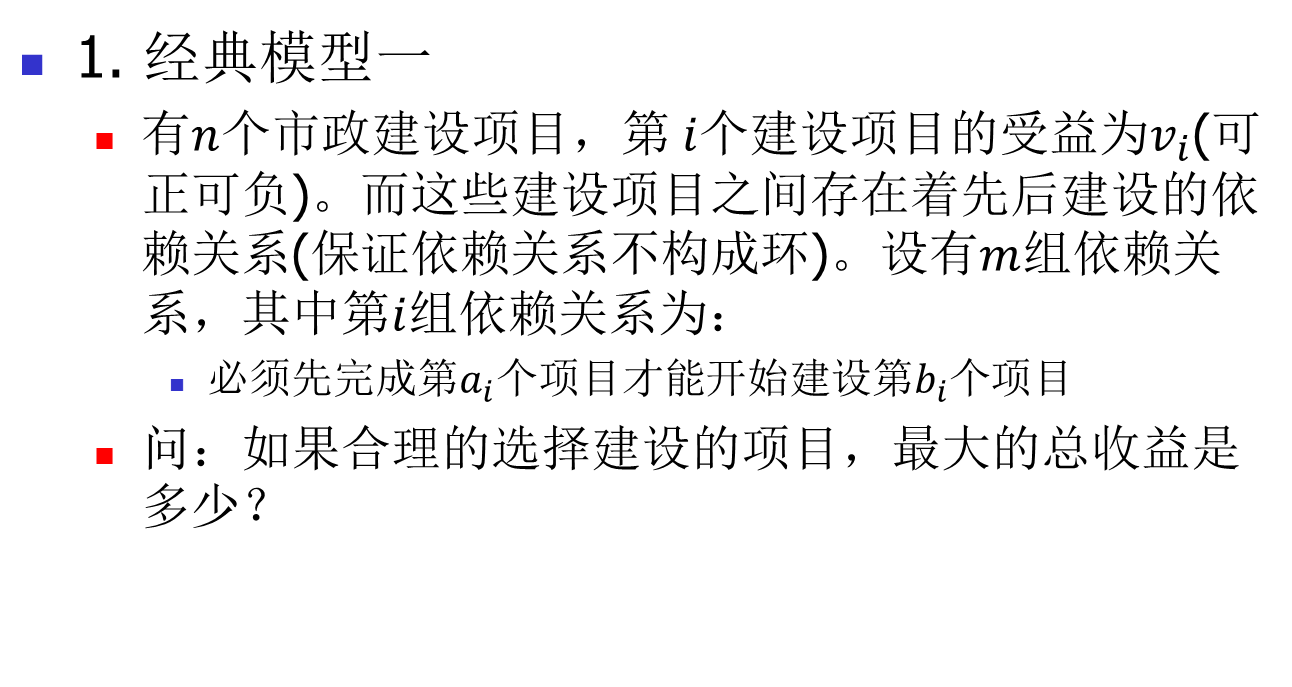 1. 经典模型一
有n个市政建设项目，第 i个建设项目的受益为vᵢ(可
正可负)。而这些建设项目之间存在着先后建设的依
赖关系(保证依赖关系不构成环)。设有m组依赖关
系，其中第i组依赖关系为：
必须先完成第aᵢ个项目才能开始建设第bᵢ个项目
问：如果合理的选择建设的项目，最大的总收益是
多少？